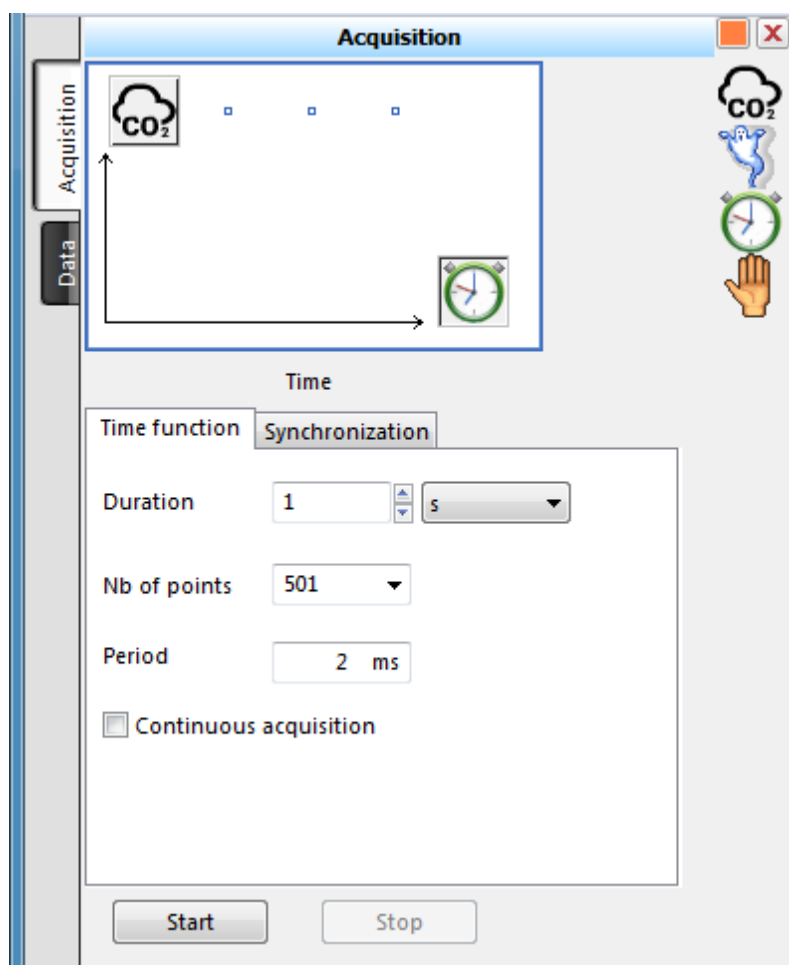 Acquisition
Acquisition
Data
CO2
CO2
Time
Time function
Synchronization
Duration
1
s
Nb of points
501
Period
2 ms
Continuous acquisition
Start
Stop